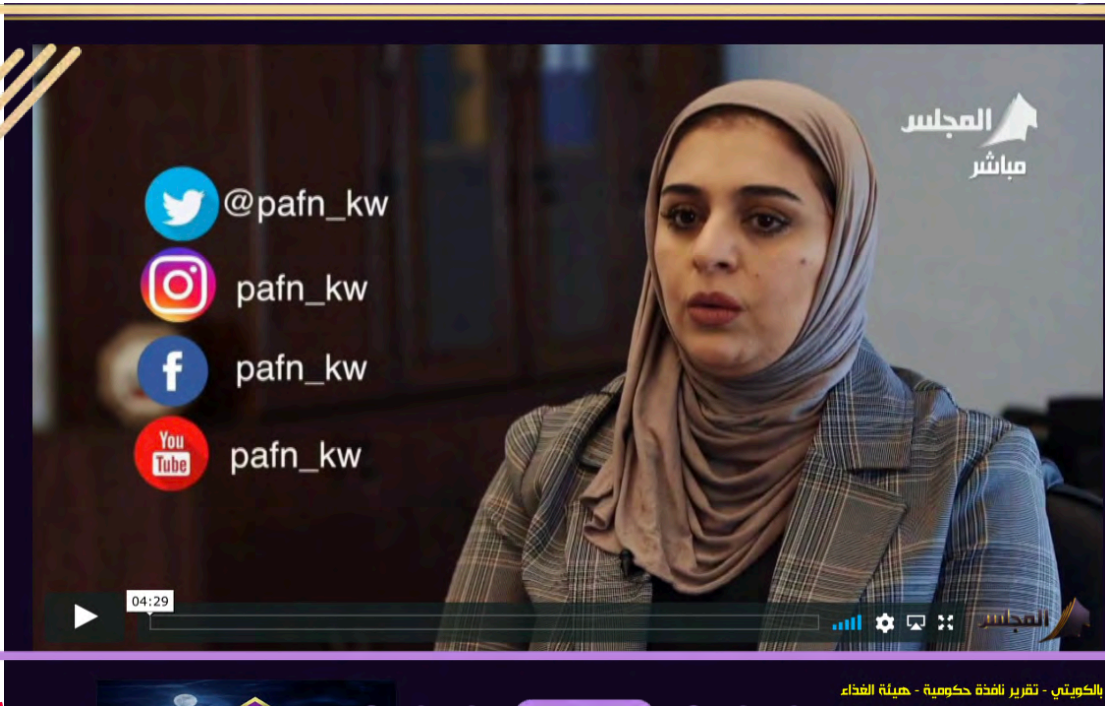 المجلس
مباشر
@pafn_kw
pafn_kw
f
pafn_kw
You
Tube
pafn_kw
04:29
المجلس
بالكويتي - تقرير نافذة حكومية - هيئة الغذاء